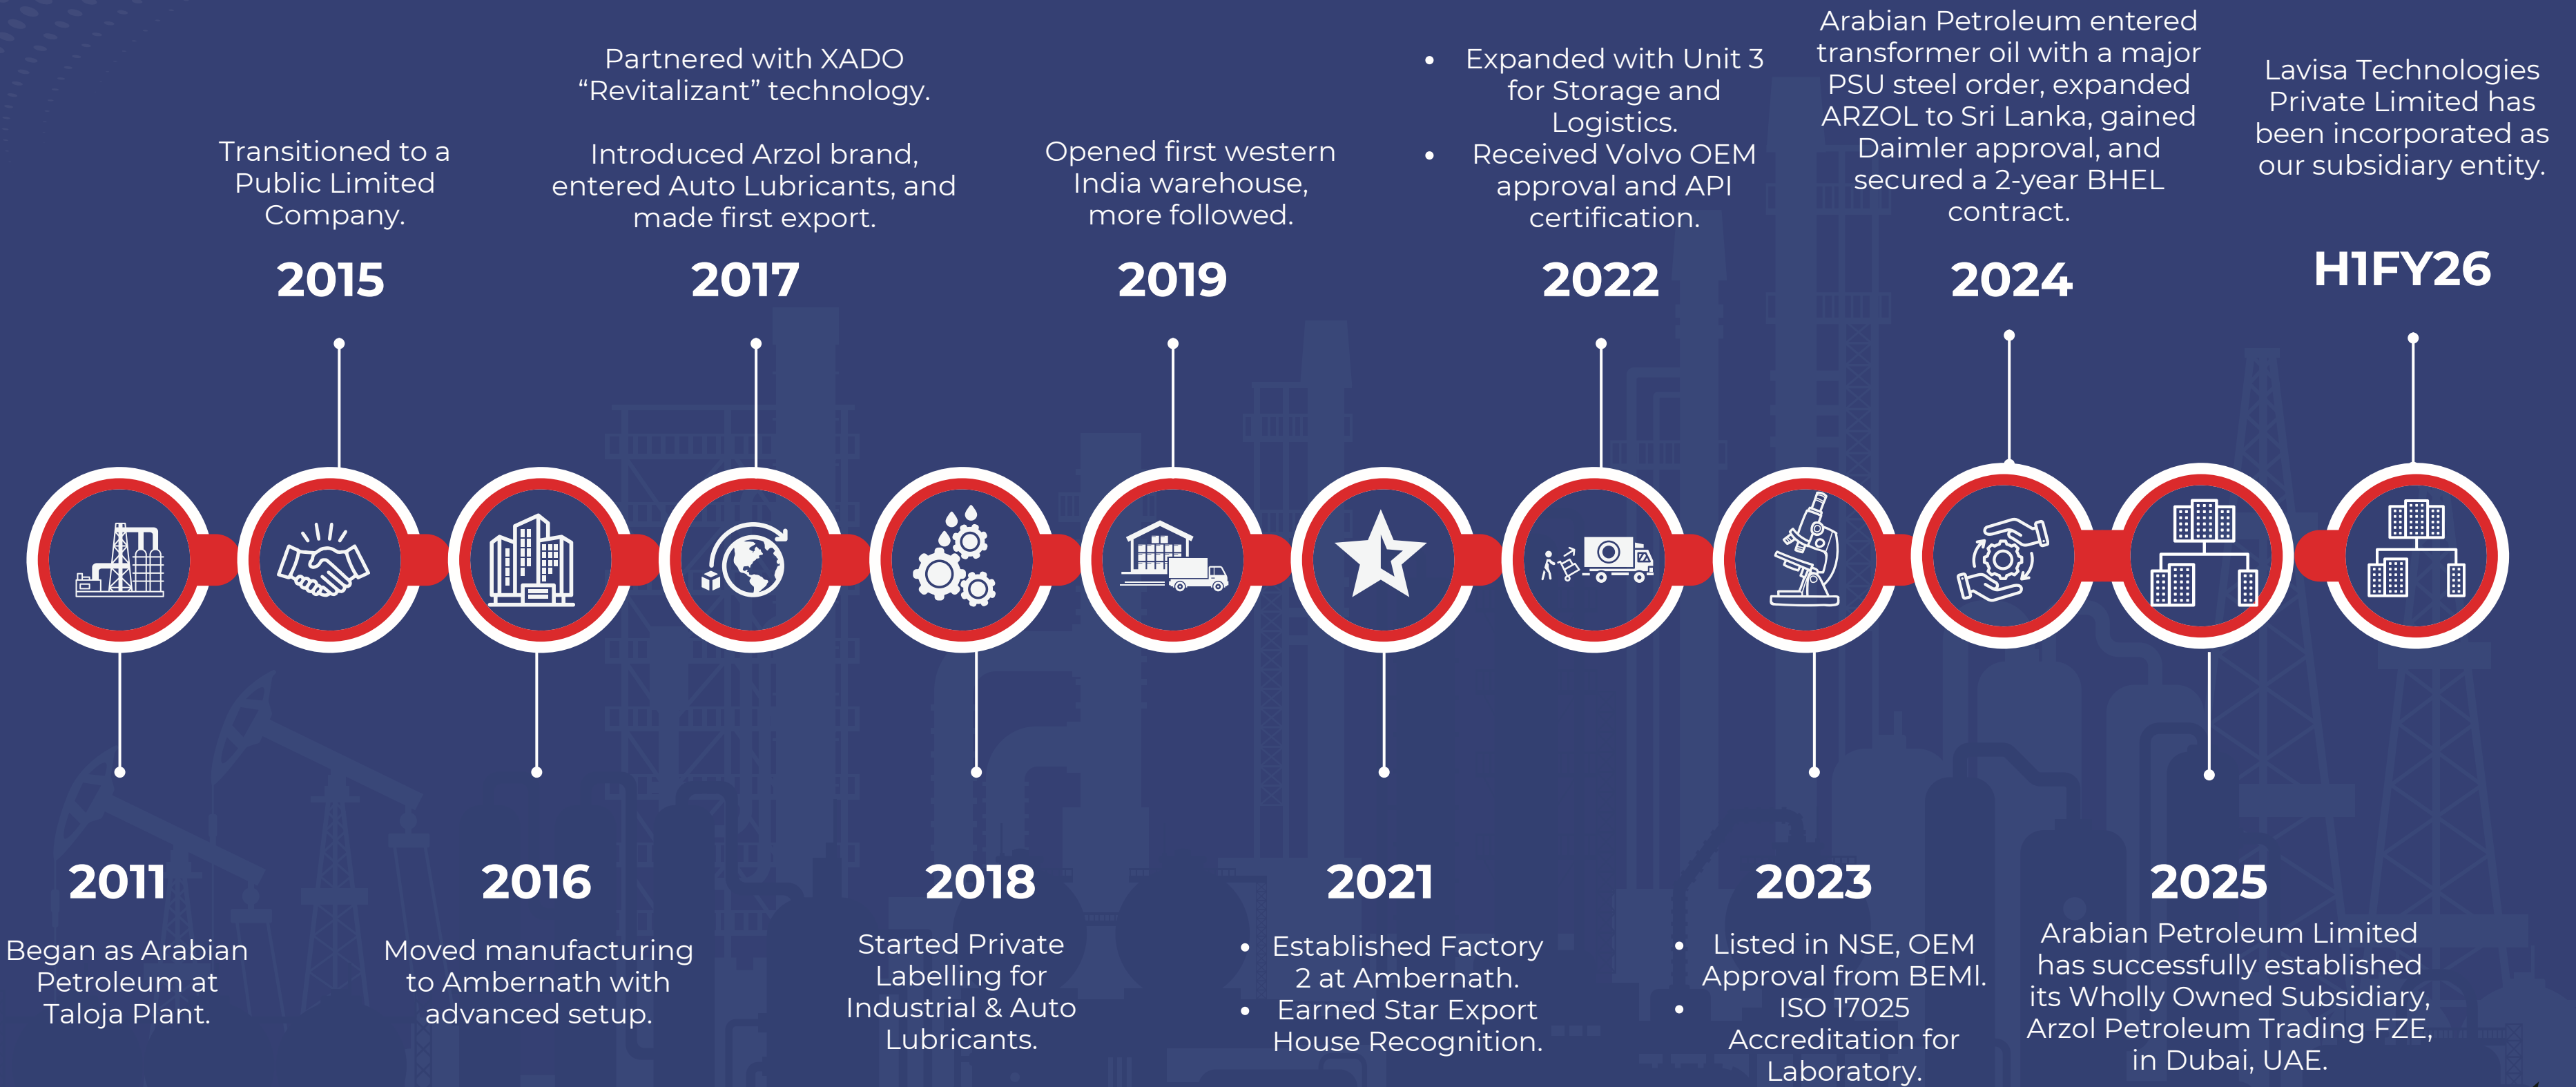 Transitioned to a
Public Limited
Company.
2015
Partnered with XADO
“Revitalizant” technology.
Introduced Arzol brand,
entered Auto Lubricants, and
made first export.
2017
Opened first western
India warehouse,
more followed.
2019
• Expanded with Unit 3
for Storage and
Logistics.
• Received Volvo OEM
approval and API
certification.
2022
Arabian Petroleum entered
transformer oil with a major
PSU steel order, expanded
ARZOL to Sri Lanka, gained
Daimler approval, and
secured a 2-year BHEL
contract.
2024
Lavisa Technologies
Private Limited has
been incorporated as
our subsidiary entity.
H1FY26
2011
Began as Arabian
Petroleum at
Taloja Plant.
2016
Moved manufacturing
to Ambernath with
advanced setup.
2018
Started Private
Labelling for
Industrial & Auto
Lubricants.
2021
• Established Factory
2 at Ambernath.
• Earned Star Export
House Recognition.
2023
• Listed in NSE, OEM
Approval from BEMl.
• ISO 17025
Accreditation for
Laboratory.
2025
Arabian Petroleum Limited
has successfully established
its Wholly Owned Subsidiary,
Arzol Petroleum Trading FZE,
in Dubai, UAE.